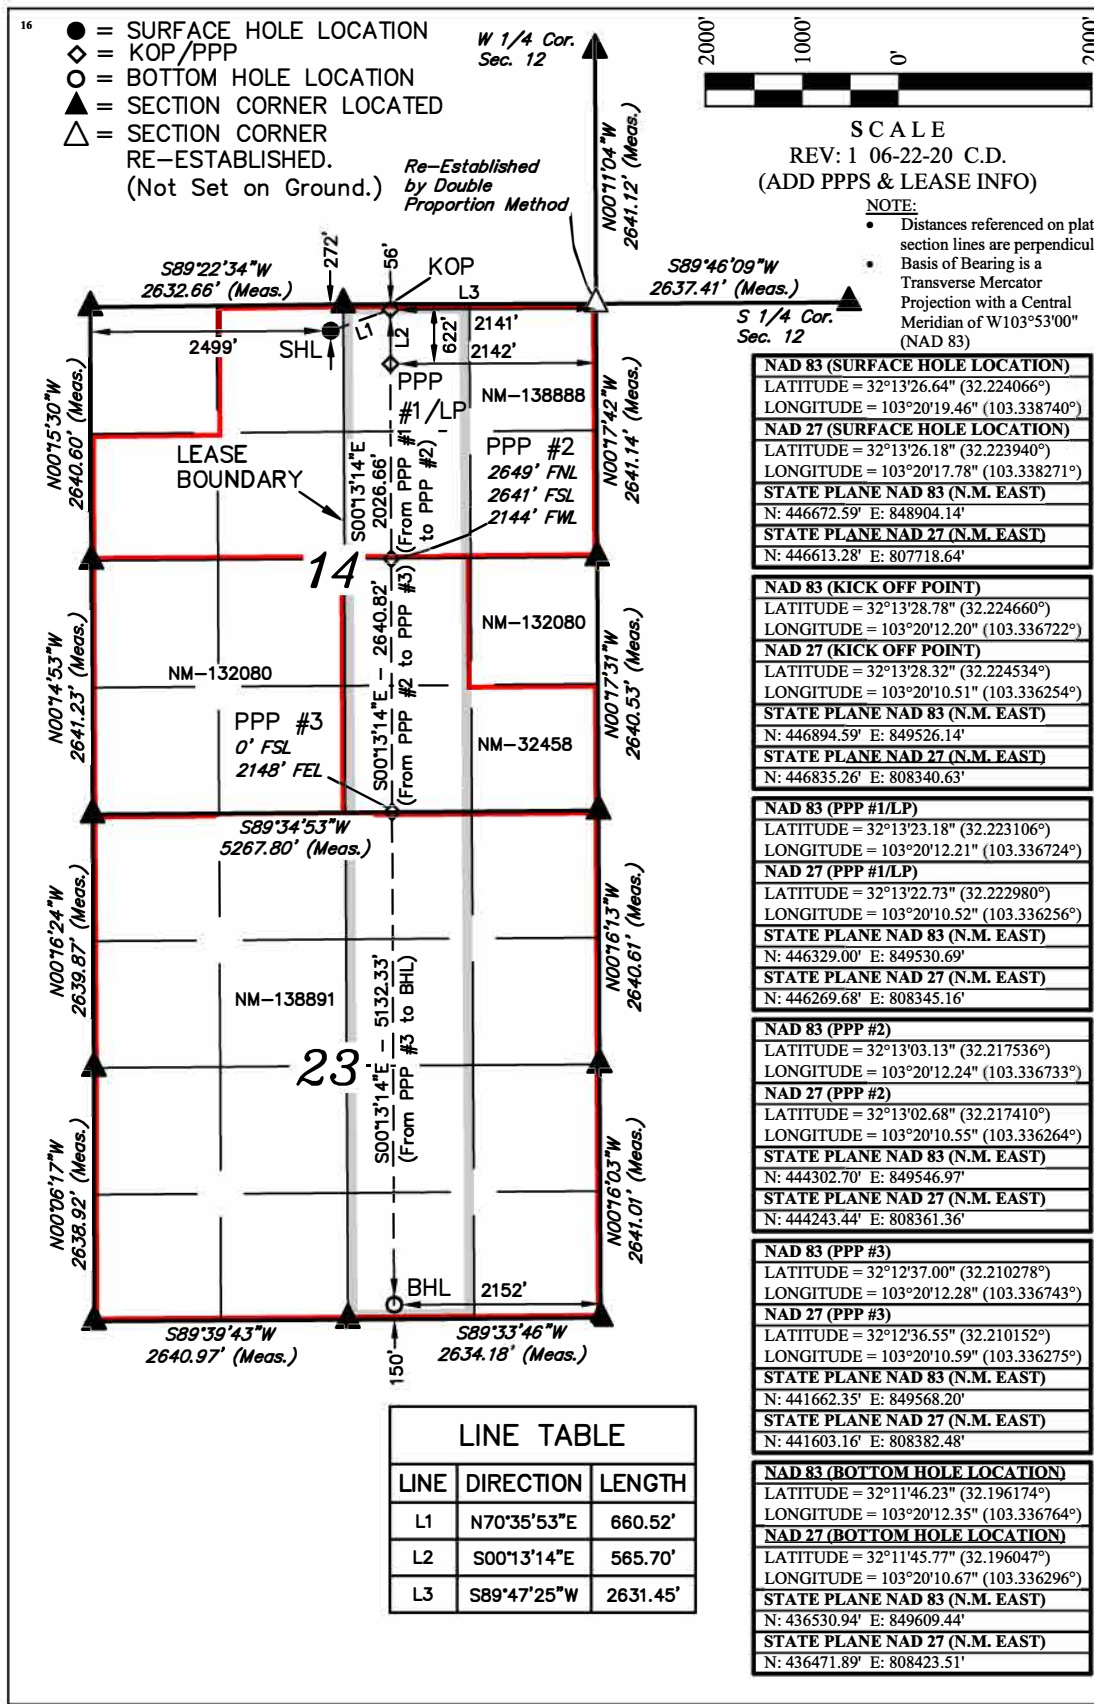 16
● = SURFACE HOLE LOCATION
◇ = KOP/PPP
○ = BOTTOM HOLE LOCATION
▲ = SECTION CORNER LOCATED
△ = SECTION CORNER
RE-ESTABLISHED.
(Not Set on Ground.)
W 1/4 Cor.
Sec. 12
2000'
1000'
0'
2000'
SCALE
REV: 1 06-22-20 C.D.
(ADD PPPS & LEASE INFO)
NOTE:
• Distances referenced on plat
section lines are perpendicul
• Basis of Bearing is a
Transverse Mercator
Projection with a Central
Meridian of W103°53'00"
(NAD 83)
Re-Established
by Double
Proportion Method
N00°11'04"W
2641.12' (Meas.)
S89°22'34"W
2632.66' (Meas.)
272'
56'
KOP
L3
S89°46'09"W
2637.41' (Meas.)
S 1/4 Cor.
Sec. 12
2499'
SHL
L1
L2
622'
2141'
2142'
PPP
#1/LP
NM-138888
N00°15'30"W
2640.60' (Meas.)
N00°17'42"W
2641.14' (Meas.)
LEASE
BOUNDARY
S00°13'14"E
2026.66'
(From PPP #1
to PPP #2)
PPP #2
2649' FNL
2641' FSL
2144' FWL
14
NM-132080
NM-132080
N00°14'53"W
2641.23' (Meas.)
S00°13'14"E - 2640.82'
(From PPP #2 to PPP #3)
N00°17'31"W
2640.53' (Meas.)
PPP #3
0' FSL
2148' FEL
NM-32458
S89°34'53"W
5267.80' (Meas.)
N00°16'24"W
2639.87' (Meas.)
N00°16'13"W
2640.61' (Meas.)
NM-138891
23
S00°13'14"E - 5132.33'
(From PPP #3 to BHL)
N00°06'17"W
2638.92' (Meas.)
N00°16'03"W
2641.01' (Meas.)
BHL
2152'
S89°39'43"W
2640.97' (Meas.)
150'
S89°33'46"W
2634.18' (Meas.)
LINE TABLE
LINE DIRECTION LENGTH
L1 N70°35'53"E 660.52'
L2 S00°13'14"E 565.70'
L3 S89°47'25"W 2631.45'
NAD 83 (SURFACE HOLE LOCATION)
LATITUDE = 32°13'26.64" (32.224066°)
LONGITUDE = 103°20'19.46" (103.338740°)
NAD 27 (SURFACE HOLE LOCATION)
LATITUDE = 32°13'26.18" (32.223940°)
LONGITUDE = 103°20'17.78" (103.338271°)
STATE PLANE NAD 83 (N.M. EAST)
N: 446672.59' E: 848904.14'
STATE PLANE NAD 27 (N.M. EAST)
N: 446613.28' E: 807718.64'
NAD 83 (KICK OFF POINT)
LATITUDE = 32°13'28.78" (32.224660°)
LONGITUDE = 103°20'12.20" (103.336722°)
NAD 27 (KICK OFF POINT)
LATITUDE = 32°13'28.32" (32.224534°)
LONGITUDE = 103°20'10.51" (103.336254°)
STATE PLANE NAD 83 (N.M. EAST)
N: 446894.59' E: 849526.14'
STATE PLANE NAD 27 (N.M. EAST)
N: 446835.26' E: 808340.63'
NAD 83 (PPP #1/LP)
LATITUDE = 32°13'23.18" (32.223106°)
LONGITUDE = 103°20'12.21" (103.336724°)
NAD 27 (PPP #1/LP)
LATITUDE = 32°13'22.73" (32.222980°)
LONGITUDE = 103°20'10.52" (103.336256°)
STATE PLANE NAD 83 (N.M. EAST)
N: 446329.00' E: 849530.69'
STATE PLANE NAD 27 (N.M. EAST)
N: 446269.68' E: 808345.16'
NAD 83 (PPP #2)
LATITUDE = 32°13'03.13" (32.217536°)
LONGITUDE = 103°20'12.24" (103.336733°)
NAD 27 (PPP #2)
LATITUDE = 32°13'02.68" (32.217410°)
LONGITUDE = 103°20'10.55" (103.336264°)
STATE PLANE NAD 83 (N.M. EAST)
N: 444302.70' E: 849546.97'
STATE PLANE NAD 27 (N.M. EAST)
N: 444243.44' E: 808361.36'
NAD 83 (PPP #3)
LATITUDE = 32°12'37.00" (32.210278°)
LONGITUDE = 103°20'12.28" (103.336743°)
NAD 27 (PPP #3)
LATITUDE = 32°12'36.55" (32.210152°)
LONGITUDE = 103°20'10.59" (103.336275°)
STATE PLANE NAD 83 (N.M. EAST)
N: 441662.35' E: 849568.20'
STATE PLANE NAD 27 (N.M. EAST)
N: 441603.16' E: 808382.48'
NAD 83 (BOTTOM HOLE LOCATION)
LATITUDE = 32°11'46.23" (32.196174°)
LONGITUDE = 103°20'12.35" (103.336764°)
NAD 27 (BOTTOM HOLE LOCATION)
LATITUDE = 32°11'45.77" (32.196047°)
LONGITUDE = 103°20'10.67" (103.336296°)
STATE PLANE NAD 83 (N.M. EAST)
N: 436530.94' E: 849609.44'
STATE PLANE NAD 27 (N.M. EAST)
N: 436471.89' E: 808423.51'